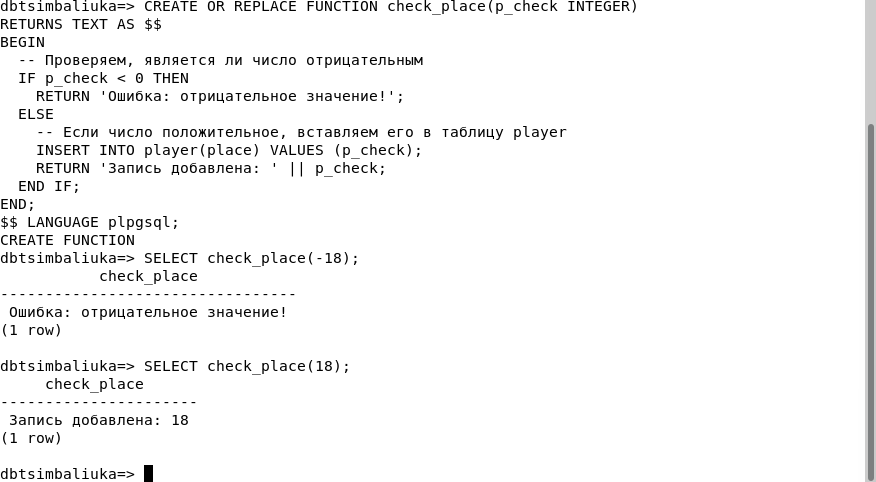 dbtsimbaliuka=> CREATE OR REPLACE FUNCTION check_place(p_check INTEGER)
RETURNS TEXT AS $$
BEGIN
  -- Проверяем, является ли число отрицательным
  IF p_check < 0 THEN
    RETURN 'Ошибка: отрицательное значение!';
  ELSE
    -- Если число положительное, вставляем его в таблицу player
    INSERT INTO player(place) VALUES (p_check);
    RETURN 'Запись добавлена: ' || p_check;
  END IF;
END;
$$ LANGUAGE plpgsql;
CREATE FUNCTION
dbtsimbaliuka=> SELECT check_place(-18);
           check_place
---------------------------------
 Ошибка: отрицательное значение!
(1 row)

dbtsimbaliuka=> SELECT check_place(18);
     check_place
----------------------
 Запись добавлена: 18
(1 row)

dbtsimbaliuka=>